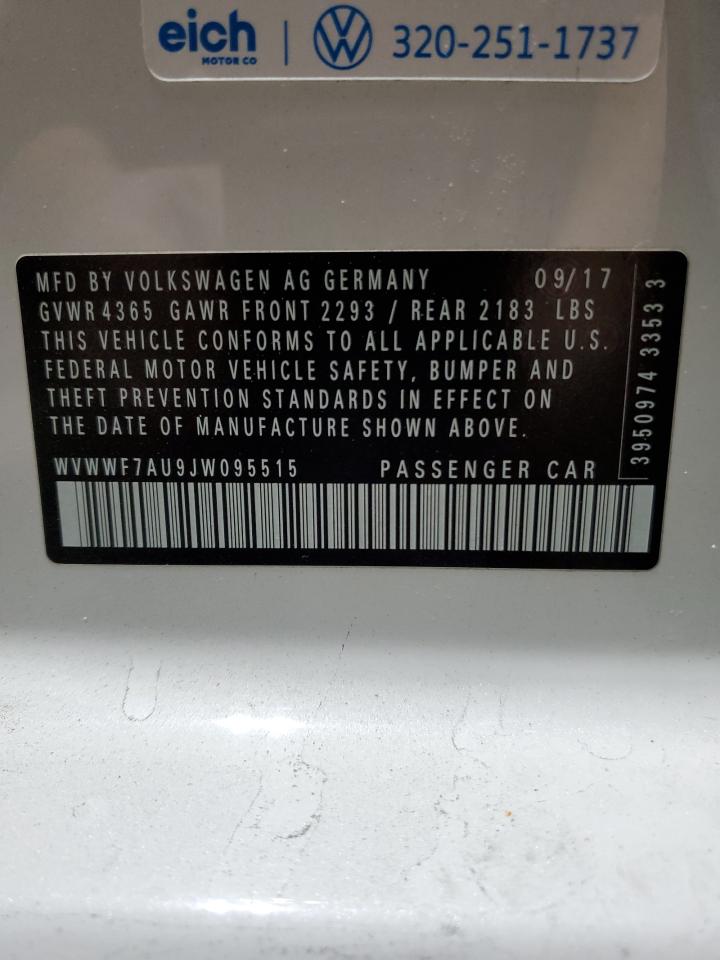 eich MOTOR CO | VW 320-251-1737
MFD BY VOLKSWAGEN AG GERMANY 09/17
GVWR 4365 GAWR FRONT 2293 / REAR 2183 LBS
THIS VEHICLE CONFORMS TO ALL APPLICABLE U.S.
FEDERAL MOTOR VEHICLE SAFETY, BUMPER AND
THEFT PREVENTION STANDARDS IN EFFECT ON
THE DATE OF MANUFACTURE SHOWN ABOVE.
WVWWF7AU9JW095515 PASSENGER CAR
3950974 3353 3